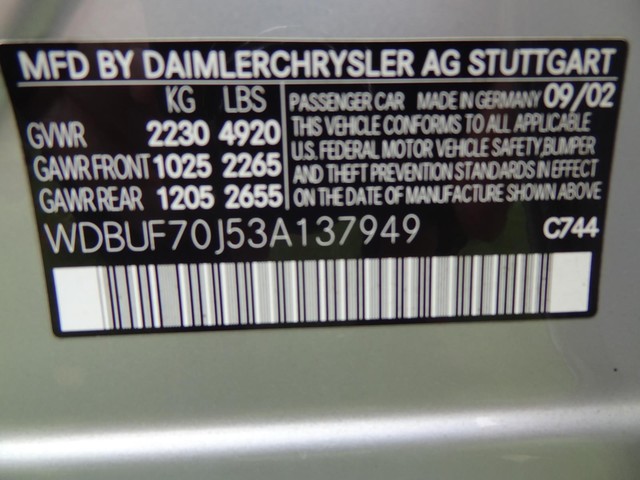 MFD BY DAIMLERCHRYSLER AG STUTTGART
KG LBS
GVWR 2230 4920
GAWR FRONT 1025 2265
GAWR REAR 1205 2655
PASSENGER CAR MADE IN GERMANY 09/02
THIS VEHICLE CONFORMS TO ALL APPLICABLE
U.S. FEDERAL MOTOR VEHICLE SAFETY, BUMPER
AND THEFT PREVENTION STANDARDS IN EFFECT
ON THE DATE OF MANUFACTURE SHOWN ABOVE.
WDBUF70J53A137949 C744